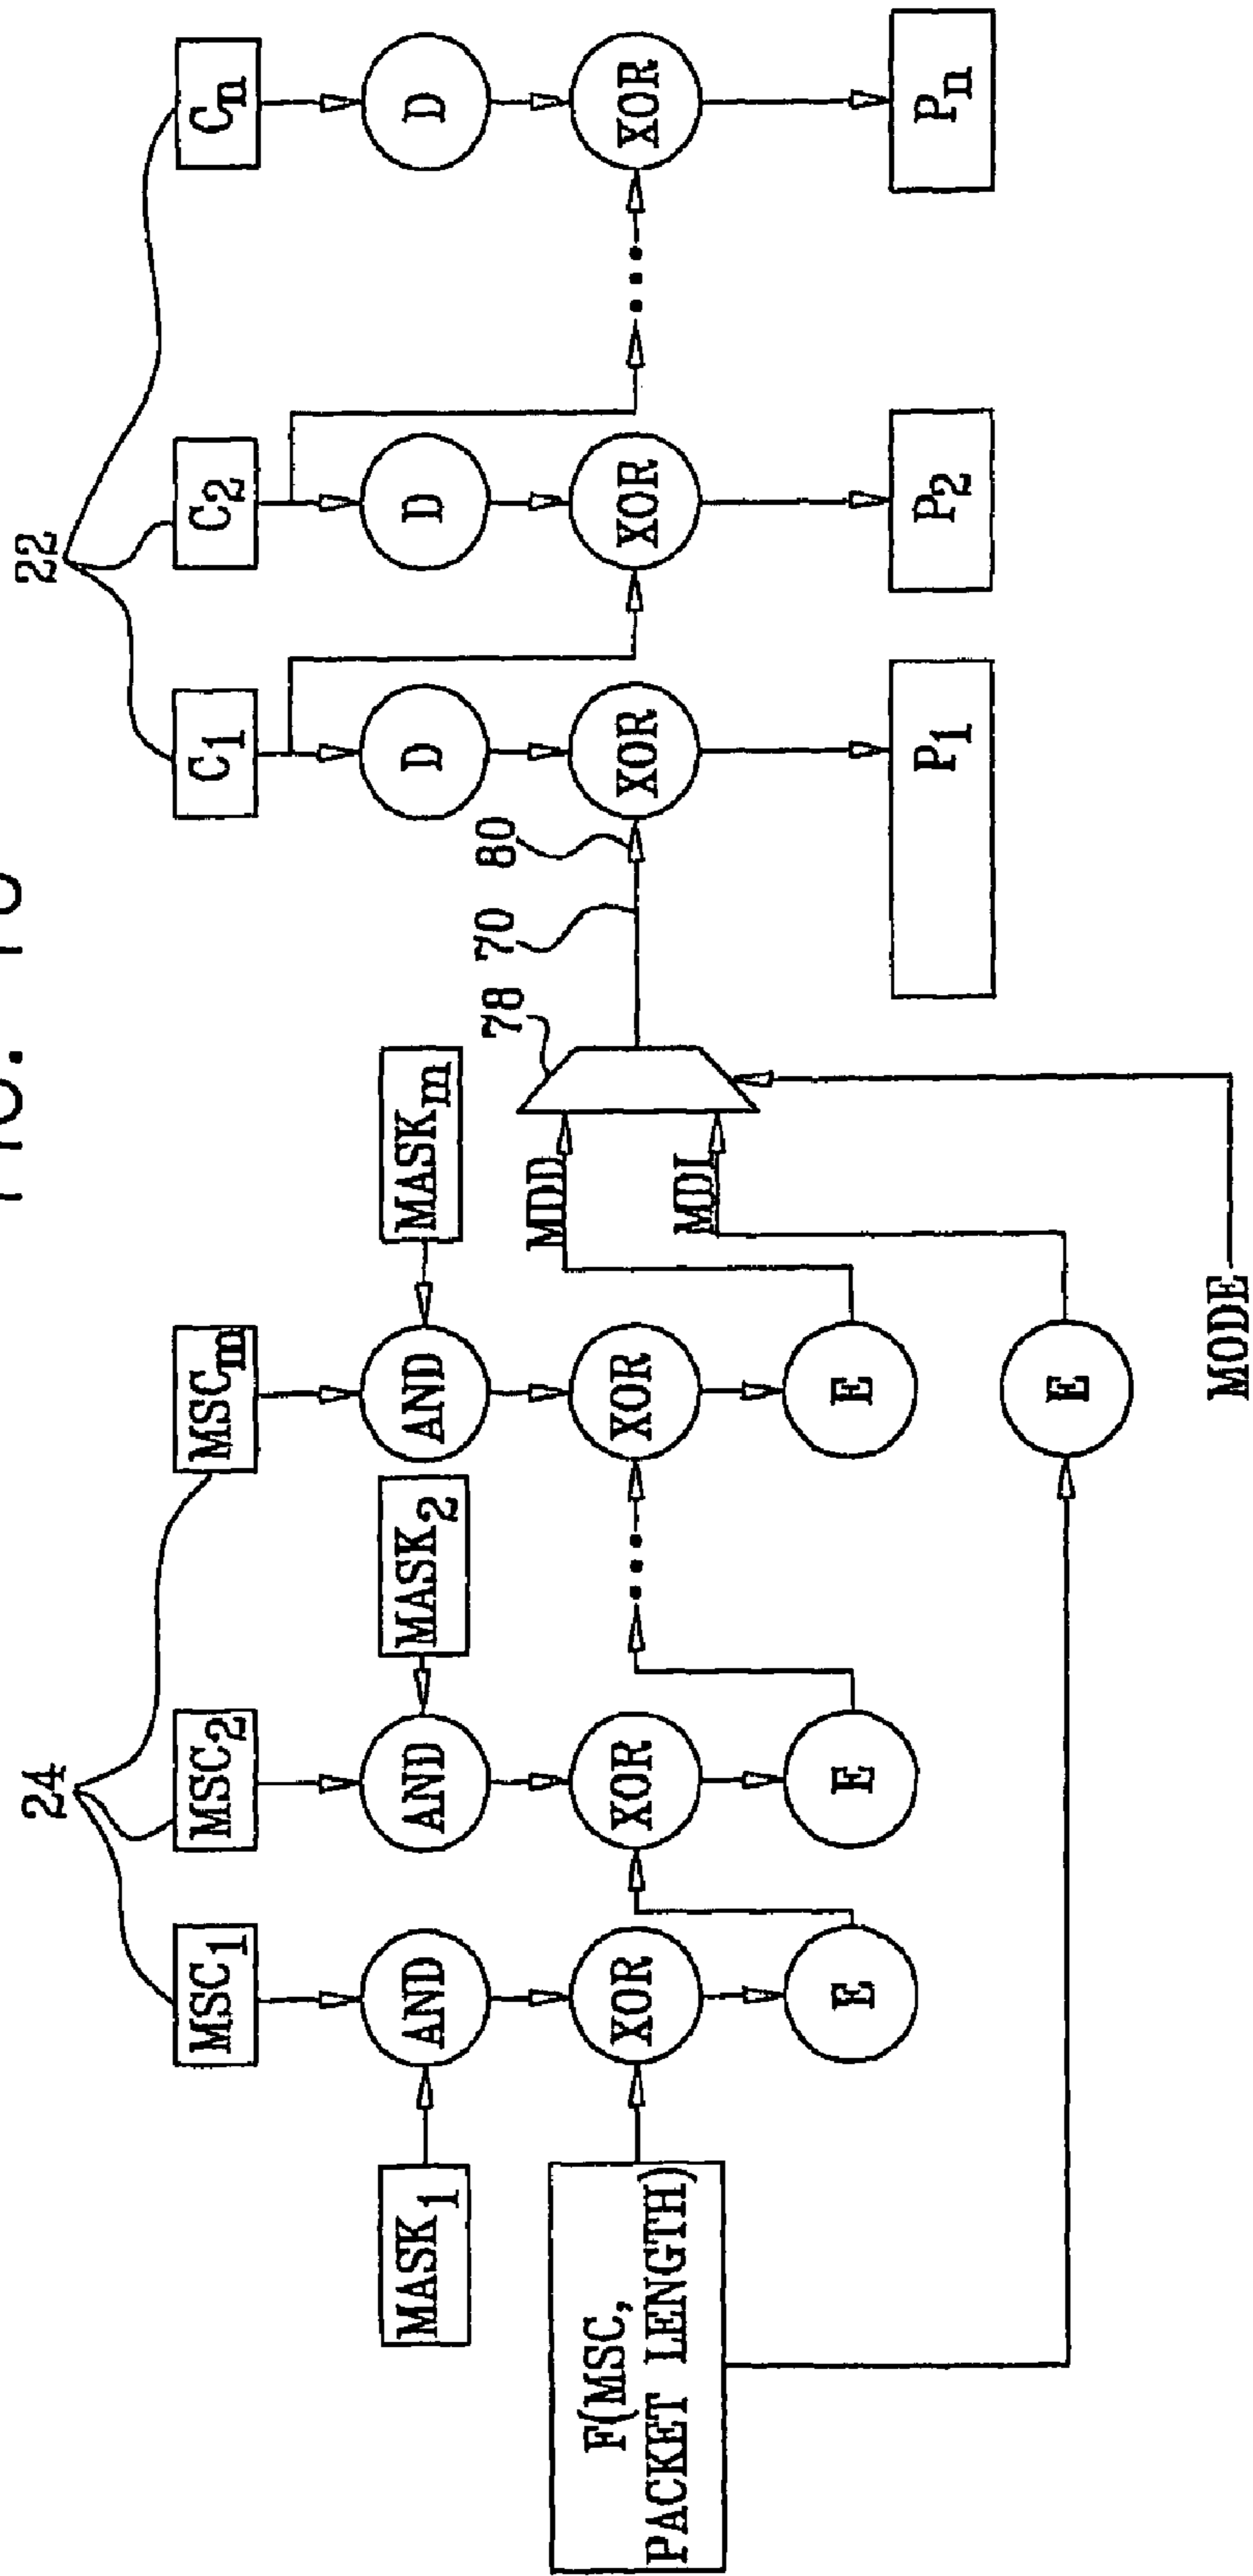 FIG.
24
22
MSC₁
MSC₂
MSCₘ
C₁
C₂
Cₙ
MASK₁
AND
AND
MASK₂
AND
MASKₘ
D
D
D
78
70
80
F(MSC,
PACKET LENGTH)
XOR
XOR
XOR
MDD
MDI
XOR
XOR
XOR
E
E
E
P₁
P₂
Pₙ
E
MODE